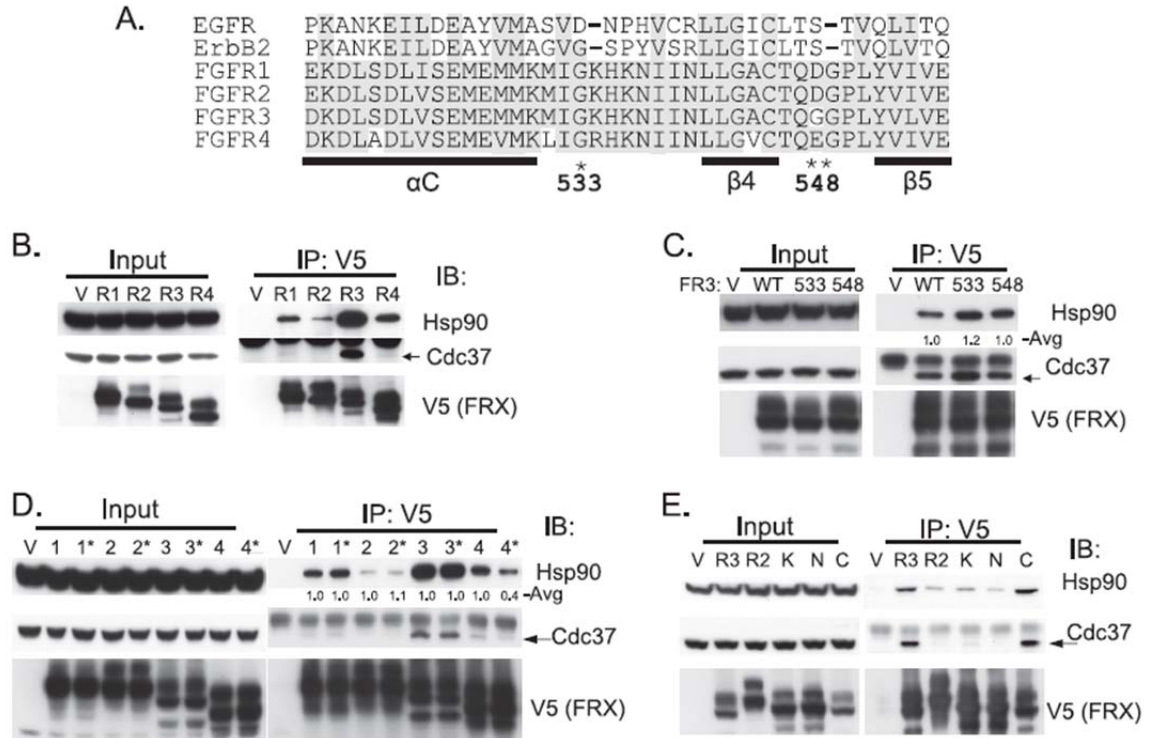 A.
EGFR PKANKEILDEAYVMASVD-NPHVCRLLGICLTS-TVQLITQ
ErbB2 PKANKEILDEAYVMAGVG-SPYVSRLLGICLTS-TVQLVTQ
FGFR1 EKDLSDLISEMEMMKMIGKHKNIINLLGACTQDGPLYVIVE
FGFR2 EKDLSDLVSEMEMMKMIGKHKNIINLLGACTQDGPLYVIVE
FGFR3 DKDLSDLVSEMEMMKMIGKHKNIINLLGACTQGGPLYVLVE
FGFR4 DKDLADLVSEMEVMKLIGRHKNIINLLGVCTQEGPLYVIVE
* **
αC 533 β4 548 β5
B.
Input IP: V5 IB:
V R1 R2 R3 R4 V R1 R2 R3 R4
Hsp90
← Cdc37
V5 (FRX)
C.
Input IP: V5
FR3: V WT 533 548 V WT 533 548
Hsp90
1.0 1.2 1.0 -Avg
Cdc37
←
V5 (FRX)
D.
Input IP: V5 IB:
V 1 1* 2 2* 3 3* 4 4* V 1 1* 2 2* 3 3* 4 4*
Hsp90
1.0 1.0 1.0 1.1 1.0 1.0 1.0 0.4 -Avg
←Cdc37
V5 (FRX)
E.
Input IP: V5 IB:
V R3 R2 K N C V R3 R2 K N C
Hsp90
←Cdc37
V5 (FRX)